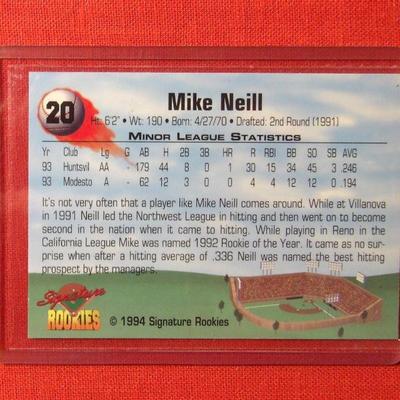 20
Mike Neill
Ht: 6'2" • Wt: 190 • Born: 4/27/70 • Drafted: 2nd Round (1991)
MINOR LEAGUE STATISTICS
Yr Club Lg G AB H 2B 3B HR R RBI BB SO SB AVG
93 Huntsvil AA - 179 44 8 0 1 30 15 34 45 3 .246
93 Modesto A - 62 12 3 0 0 4 4 12 12 0 .194
It's not very often that a player like Mike Neill comes around. While at Villanova
in 1991 Neill led the Northwest League in hitting and then went on to become
second in the nation when it came to hitting. While playing in Reno in the
California League Mike was named 1992 Rookie of the Year. It came as no sur-
prise when after a hitting average of .336 Neill was named the best hitting
prospect by the managers.
Signature
ROOKIES
© 1994 Signature Rookies